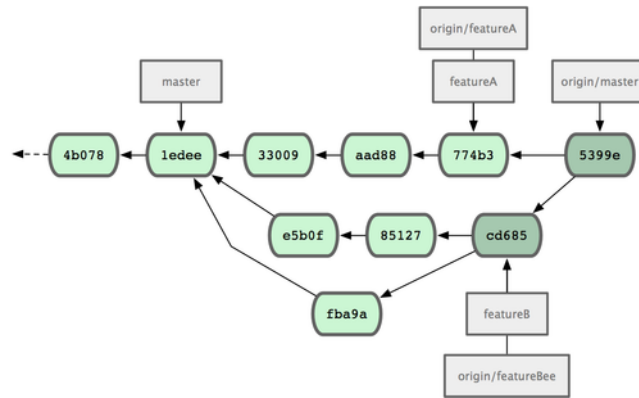 origin/featureA
master
featureA
origin/master
4b078
1edee
33009
aad88
774b3
5399e
e5b0f
85127
cd685
fba9a
featureB
origin/featureBee